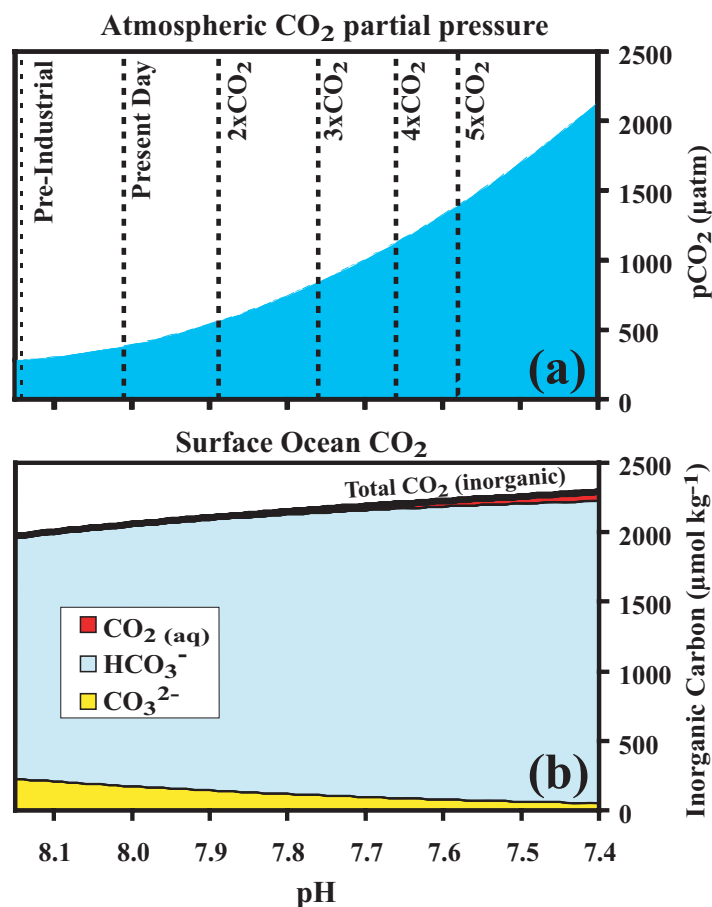 Atmospheric CO₂ partial pressure
Pre-Industrial
Present Day
2xCO₂
3xCO₂
4xCO₂
5xCO₂
2500
2000
1500
1000
500
0
pCO₂ (µatm)
(a)
Surface Ocean CO₂
Total CO₂ (inorganic)
CO₂ (aq)
HCO₃⁻
CO₃²⁻
2500
2000
1500
1000
500
0
Inorganic Carbon (µmol kg⁻¹)
(b)
8.1 8.0 7.9 7.8 7.7 7.6 7.5 7.4
pH